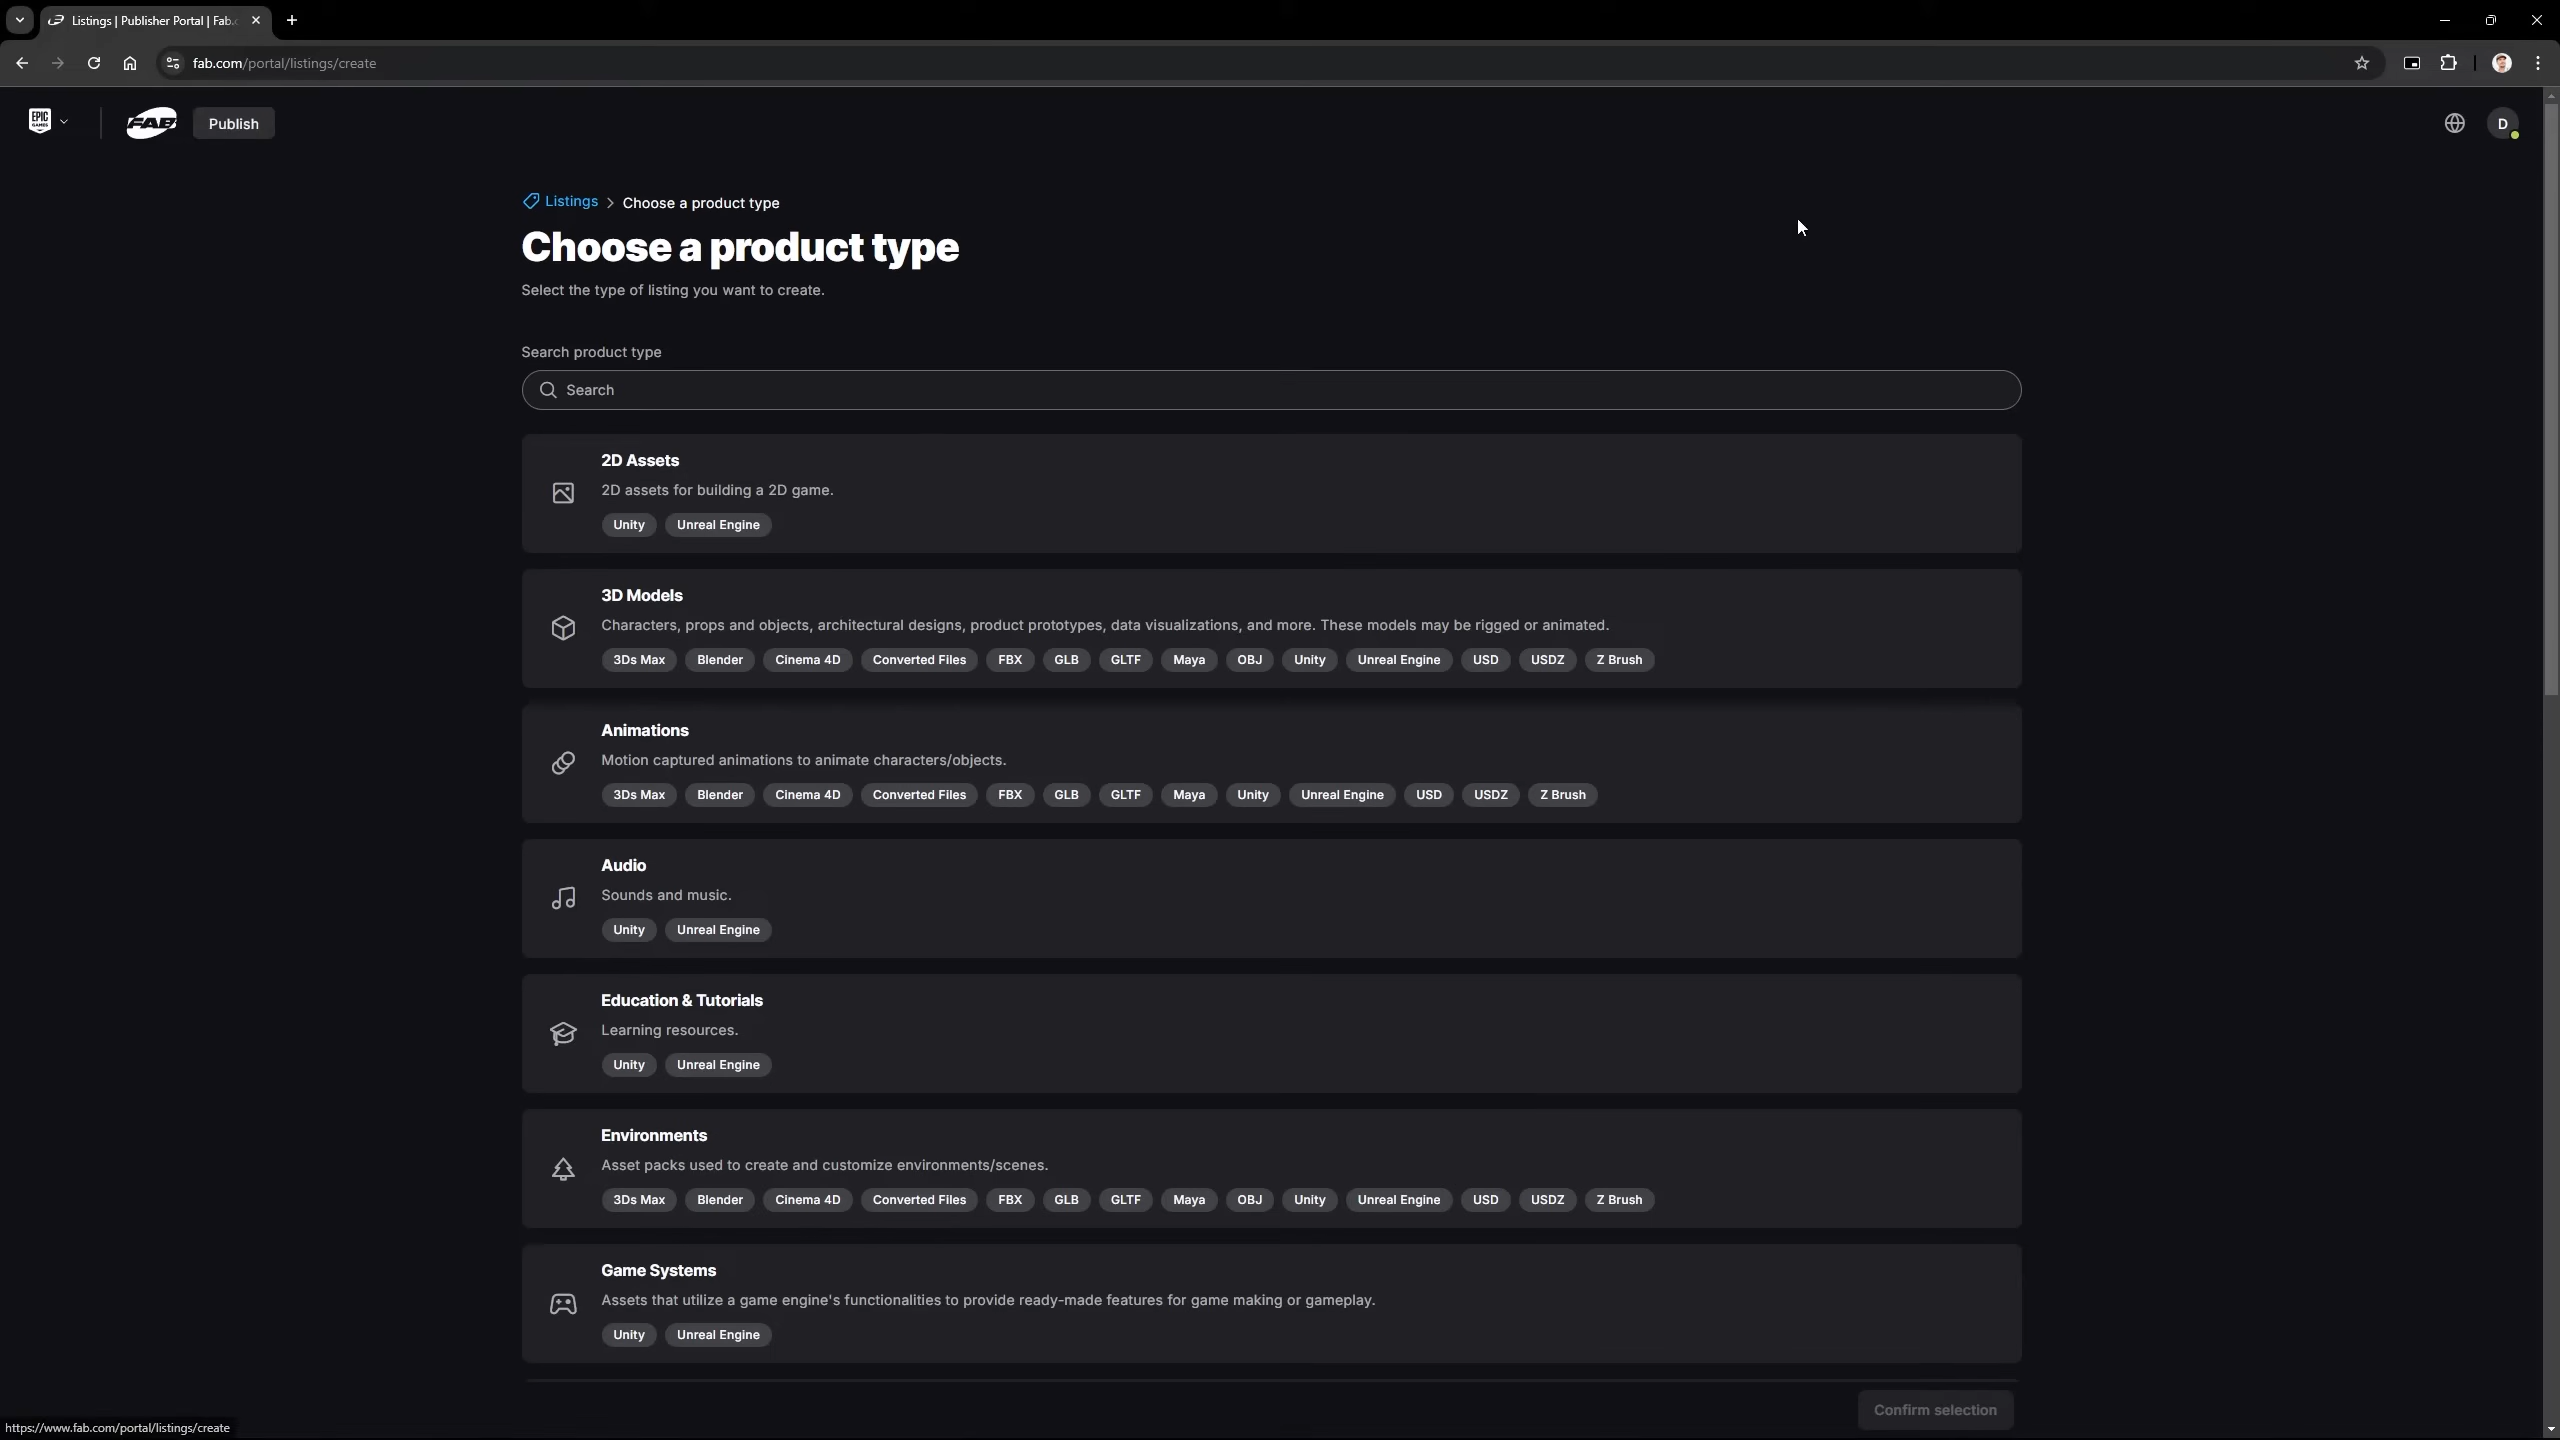 Listings | Publisher Portal | Fab.c
fab.com/portal/listings/create
EPIC GAMES
FAB
Publish
D
Listings > Choose a product type
Choose a product type
Select the type of listing you want to create.
Search product type
Search
2D Assets
2D assets for building a 2D game.
Unity Unreal Engine
3D Models
Characters, props and objects, architectural designs, product prototypes, data visualizations, and more. These models may be rigged or animated.
3Ds Max Blender Cinema 4D Converted Files FBX GLB GLTF Maya OBJ Unity Unreal Engine USD USDZ Z Brush
Animations
Motion captured animations to animate characters/objects.
3Ds Max Blender Cinema 4D Converted Files FBX GLB GLTF Maya Unity Unreal Engine USD USDZ Z Brush
Audio
Sounds and music.
Unity Unreal Engine
Education & Tutorials
Learning resources.
Unity Unreal Engine
Environments
Asset packs used to create and customize environments/scenes.
3Ds Max Blender Cinema 4D Converted Files FBX GLB GLTF Maya OBJ Unity Unreal Engine USD USDZ Z Brush
Game Systems
Assets that utilize a game engine's functionalities to provide ready-made features for game making or gameplay.
Unity Unreal Engine
Confirm selection
https://www.fab.com/portal/listings/create